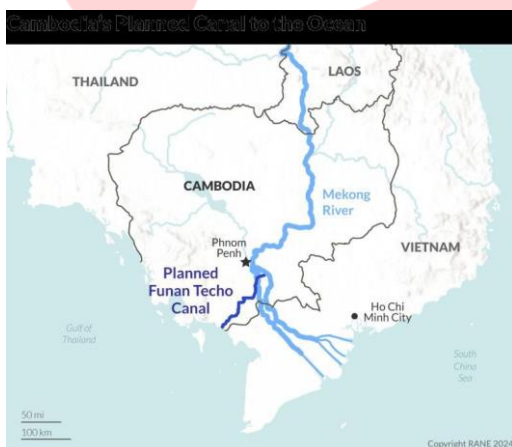 Cambodia's Planned Canal to the Ocean
THAILAND
LAOS
CAMBODIA
Mekong
River
Phnom
Penh
VIETNAM
Planned
Funan Techo
Canal
Ho Chi
Minh City
Gulf of
Thailand
South
China
Sea
50 mi
100 km
Copyright RANE 2024